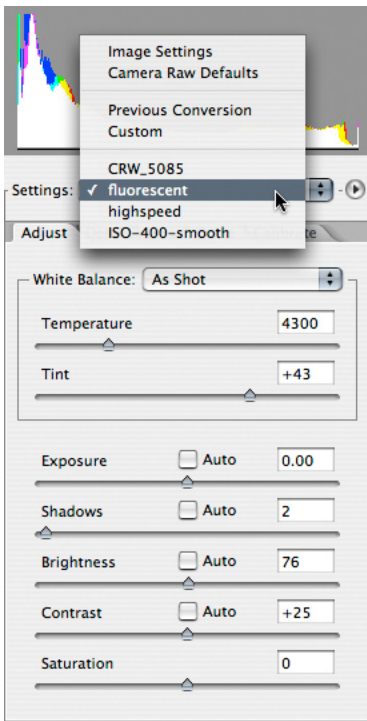 Image Settings
Camera Raw Defaults
Previous Conversion
Custom
CRW_5085
Settings: ✓ fluorescent
highspeed
Adjust ISO-400-smooth
White Balance: As Shot
Temperature 4300
Tint +43
Exposure Auto 0.00
Shadows Auto 2
Brightness Auto 76
Contrast Auto +25
Saturation 0